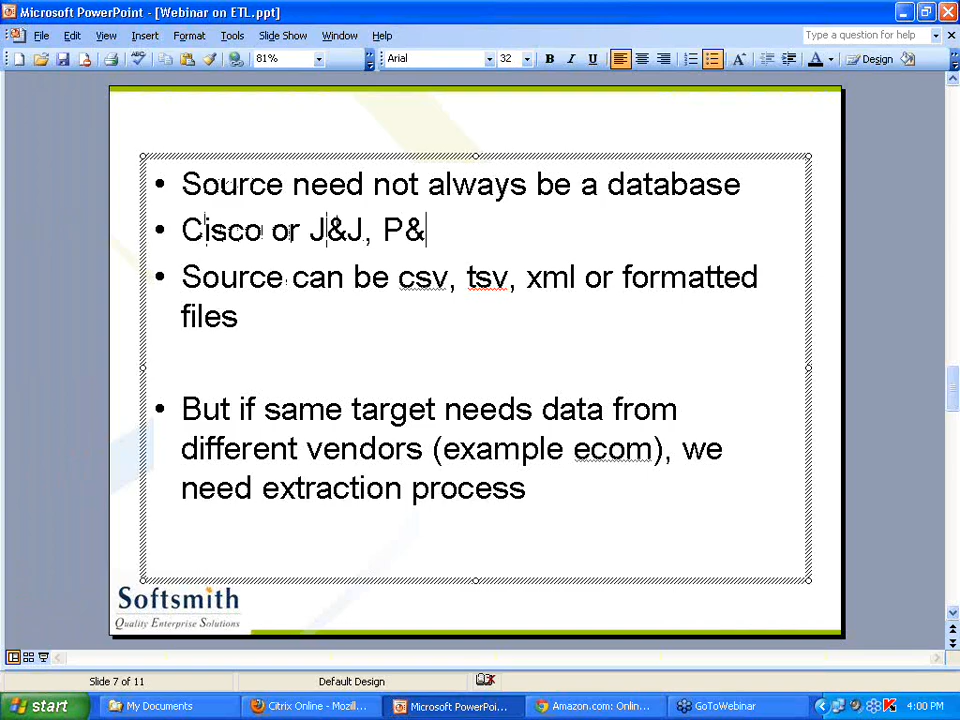 Microsoft PowerPoint - [Webinar on ETL.ppt]
File Edit View Insert Format Tools Slide Show Window Help
Type a question for help
81% Arial 32 B I U A A Design
• Source need not always be a database
• Cisco or J&J, P&
• Source can be csv, tsv, xml or formatted
files
• But if same target needs data from
different vendors (example ecom), we
need extraction process
Softsmith
Quality Enterprise Solutions
Slide 7 of 11 Default Design
start My Documents Citrix Online - Mozill... Microsoft PowerPoi... Amazon.com: Onlin... GoToWebinar 4:00 PM